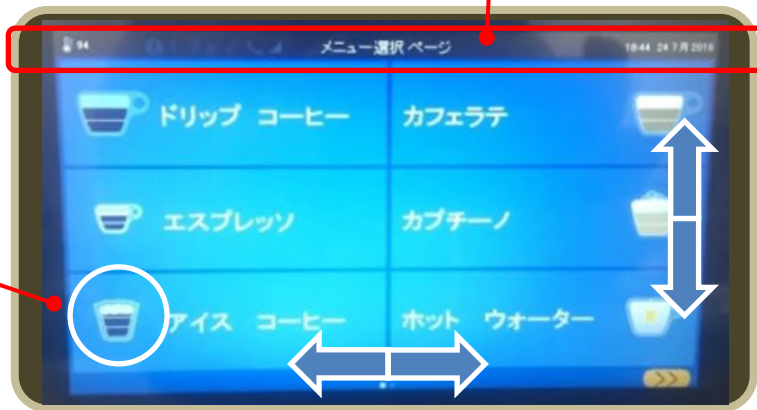 94 メニュー選択 ページ 18:44 24 7月 2018
ドリップ コーヒー カフェラテ
エスプレッソ カプチーノ
アイス コーヒー ホット ウォーター
>>